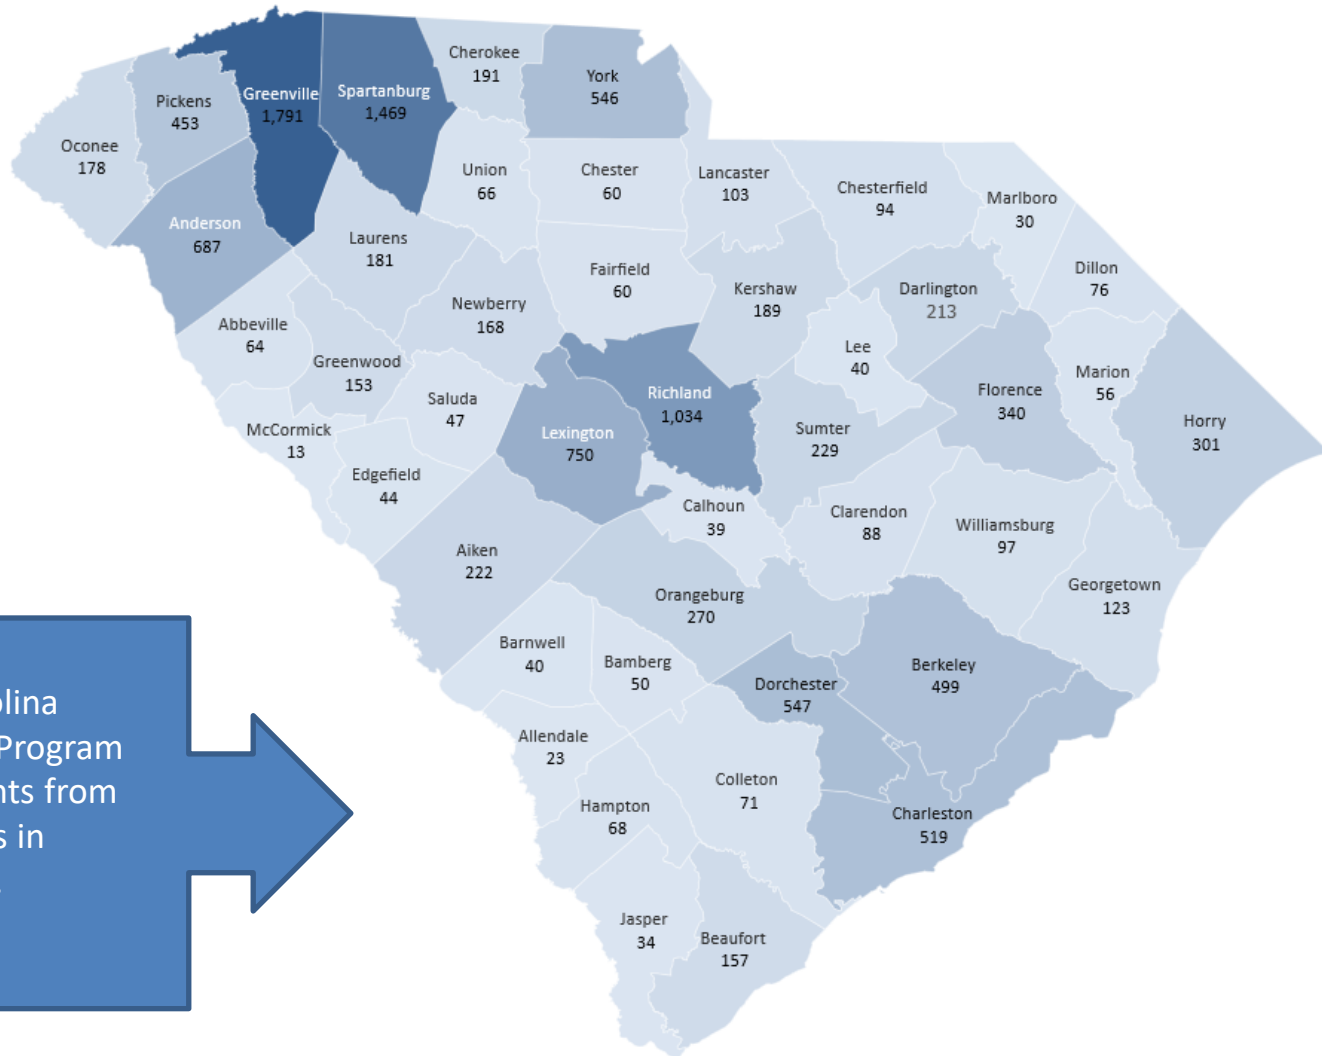 Cherokee
191
York
546
Greenville
1,791
Spartanburg
1,469
Pickens
453
Oconee
178
Union
66
Chester
60
Lancaster
103
Chesterfield
94
Marlboro
30
Anderson
687
Laurens
181
Fairfield
60
Kershaw
189
Darlington
213
Dillon
76
Newberry
168
Abbeville
64
Greenwood
153
Lee
40
Marion
56
Saluda
47
Richland
1,034
Florence
340
Horry
301
McCormick
13
Lexington
750
Sumter
229
Edgefield
44
Calhoun
39
Clarendon
88
Williamsburg
97
Aiken
222
Orangeburg
270
Georgetown
123
Barnwell
40
Bamberg
50
Dorchester
547
Berkeley
499
Allendale
23
Colleton
71
Hampton
68
Charleston
519
Jasper
34
Beaufort
157
Program
from
in